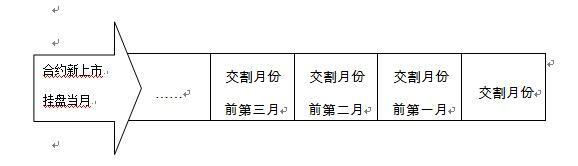 合约新上市
挂盘当月
……
交割月份
前第三月
交割月份
前第二月
交割月份
前第一月
交割月份